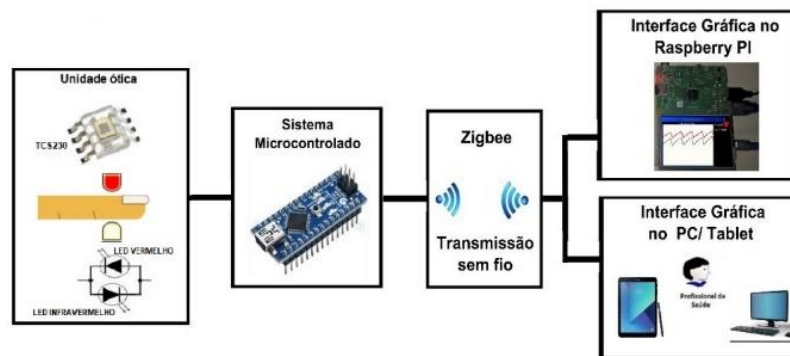 Unidade ótica
TCS230
LED VERMELHO
LED INFRAVERMELHO
Sistema
Microcontrolado
Zigbee
Transmissão
sem fio
Interface Gráfica no
Raspberry PI
Interface Gráfica
no PC/ Tablet
Profissional de
Saúde